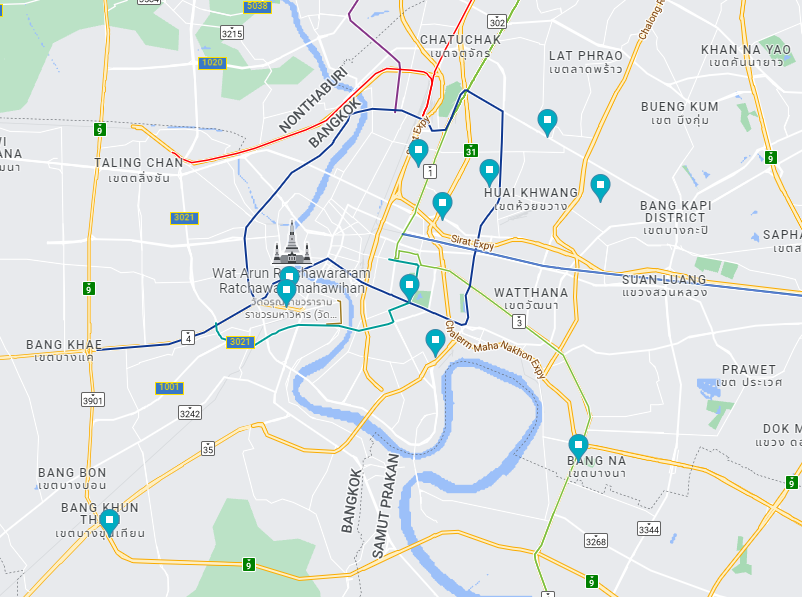 5038
3215
302
CHATUCHAK
เขตจตุจักร
Chalong R
LAT PHRAO
เขตลาดพร้าว
KHAN NA YAO
เขตคันนายาว
1020
NONTHABURI
BANGKOK
BUENG KUM
เขต บึงกุ่ม
9
t Expy
31
9
TALING CHAN
เขตตลิ่งชัน
1
HUAI KHWANG
เขตห้วยขวาง
BANG KAPI
DISTRICT
เขตบางกะปิ
3021
Sirat Expy
SAPHA
เขตส
Wat Arun Ratchawararam
Ratchawaramahawihan
วัดอรุณราชวราราม
ราชวรมหาวิหาร (วัด...
9
SUAN LUANG
แขวงสวนหลวง
WATTHANA
เขตวัฒนา
3
4
3021
BANG KHAE
เขตบางแค
Chalerm Maha Nakhon Expy
PRAWET
เขต ประเวศ
1001
3901
3242
35
DOK M
แขวง ดอ
BANG NA
เขตบางนา
BANG BON
เขตบางบอน
BANGKOK
SAMUT PRAKAN
9
BANG KHUN
THI
เขตบางขุนเทียน
3344
3268
9
9